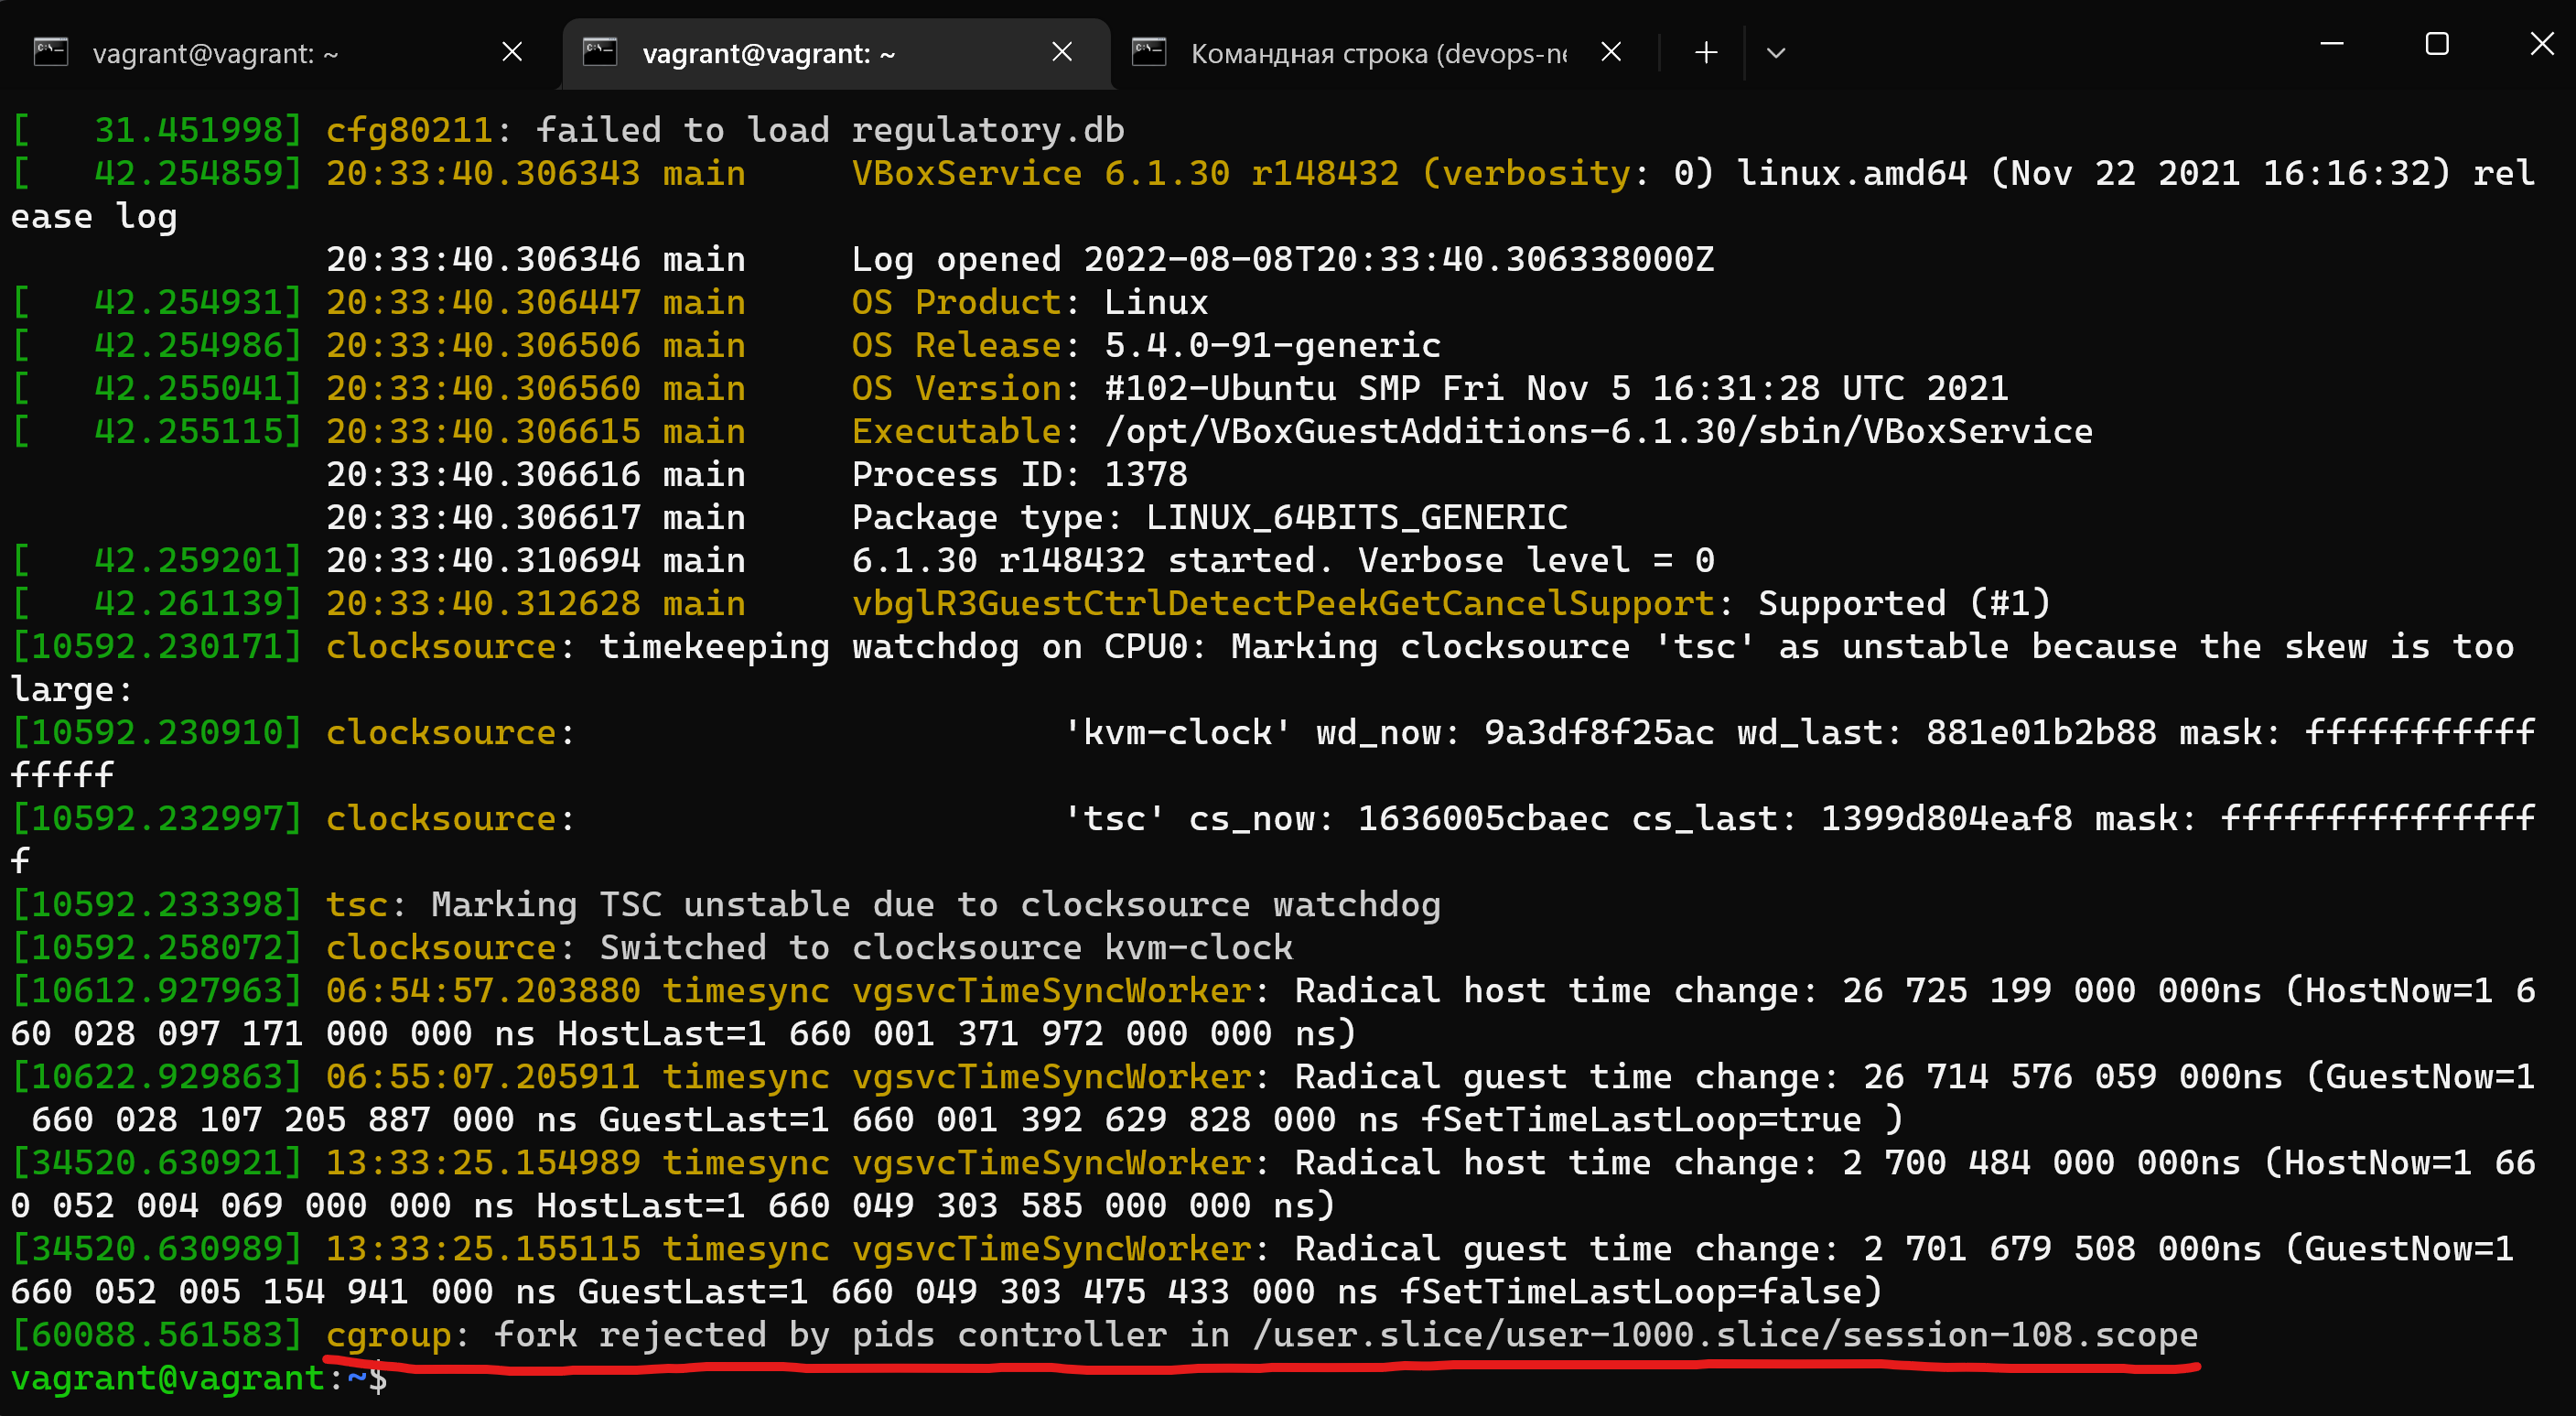 vagrant@vagrant: ~
vagrant@vagrant: ~
Командная строка (devops-ne
[   31.451998] cfg80211: failed to load regulatory.db
[   42.254859] 20:33:40.306343 main     VBoxService 6.1.30 r148432 (verbosity: 0) linux.amd64 (Nov 22 2021 16:16:32) rel
ease log
               20:33:40.306346 main     Log opened 2022-08-08T20:33:40.306338000Z
[   42.254931] 20:33:40.306447 main     OS Product: Linux
[   42.254986] 20:33:40.306506 main     OS Release: 5.4.0-91-generic
[   42.255041] 20:33:40.306560 main     OS Version: #102-Ubuntu SMP Fri Nov 5 16:31:28 UTC 2021
[   42.255115] 20:33:40.306615 main     Executable: /opt/VBoxGuestAdditions-6.1.30/sbin/VBoxService
               20:33:40.306616 main     Process ID: 1378
               20:33:40.306617 main     Package type: LINUX_64BITS_GENERIC
[   42.259201] 20:33:40.310694 main     6.1.30 r148432 started. Verbose level = 0
[   42.261139] 20:33:40.312628 main     vbglR3GuestCtrlDetectPeekGetCancelSupport: Supported (#1)
[10592.230171] clocksource: timekeeping watchdog on CPU0: Marking clocksource 'tsc' as unstable because the skew is too
large:
[10592.230910] clocksource:                       'kvm-clock' wd_now: 9a3df8f25ac wd_last: 881e01b2b88 mask: fffffffffff
fffff
[10592.232997] clocksource:                       'tsc' cs_now: 1636005cbaec cs_last: 1399d804eaf8 mask: fffffffffffffff
f
[10592.233398] tsc: Marking TSC unstable due to clocksource watchdog
[10592.258072] clocksource: Switched to clocksource kvm-clock
[10612.927963] 06:54:57.203880 timesync vgsvcTimeSyncWorker: Radical host time change: 26 725 199 000 000ns (HostNow=1 6
60 028 097 171 000 000 ns HostLast=1 660 001 371 972 000 000 ns)
[10622.929863] 06:55:07.205911 timesync vgsvcTimeSyncWorker: Radical guest time change: 26 714 576 059 000ns (GuestNow=1
 660 028 107 205 887 000 ns GuestLast=1 660 001 392 629 828 000 ns fSetTimeLastLoop=true )
[34520.630921] 13:33:25.154989 timesync vgsvcTimeSyncWorker: Radical host time change: 2 700 484 000 000ns (HostNow=1 66
0 052 004 069 000 000 ns HostLast=1 660 049 303 585 000 000 ns)
[34520.630989] 13:33:25.155115 timesync vgsvcTimeSyncWorker: Radical guest time change: 2 701 679 508 000ns (GuestNow=1
660 052 005 154 941 000 ns GuestLast=1 660 049 303 475 433 000 ns fSetTimeLastLoop=false)
[60088.561583] cgroup: fork rejected by pids controller in /user.slice/user-1000.slice/session-108.scope
vagrant@vagrant:~$